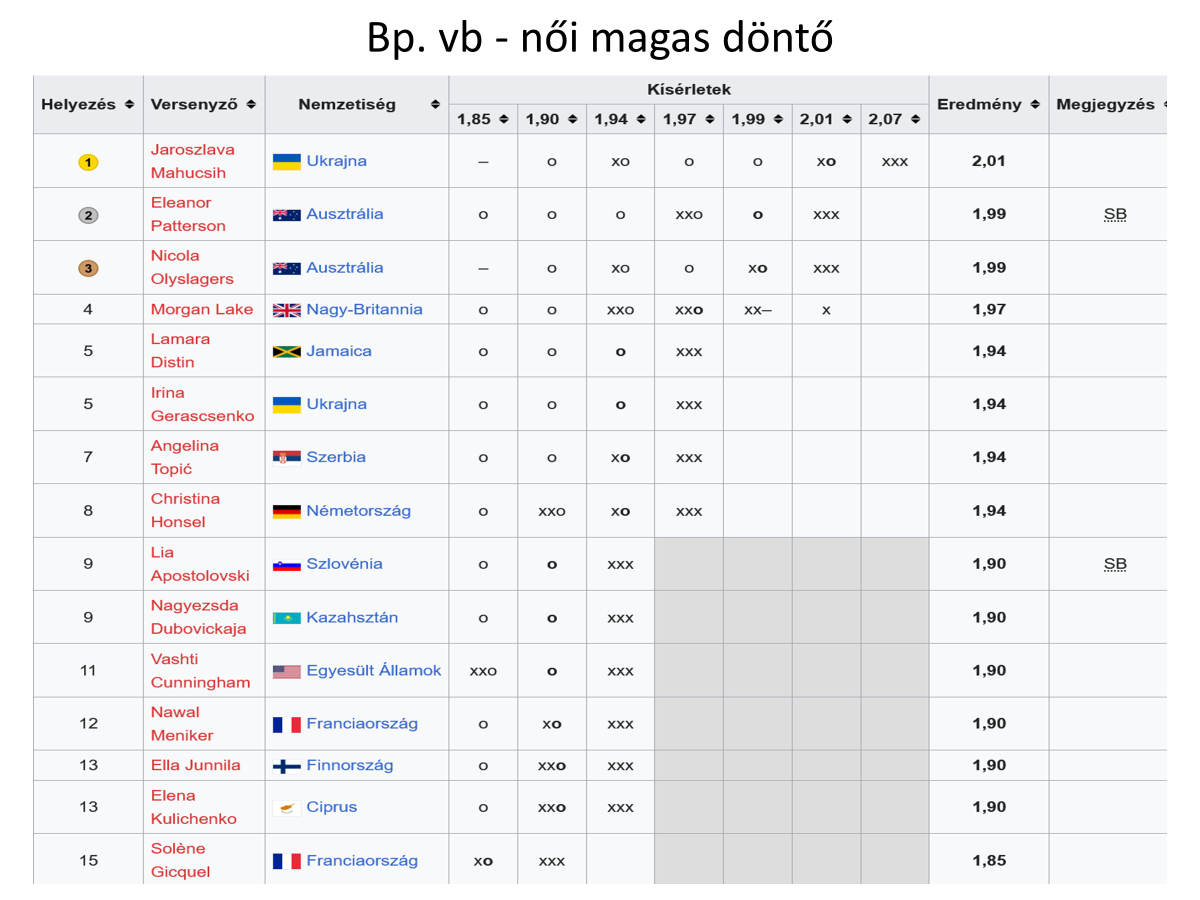 Bp. vb - női magas döntő
Helyezés Versenyző Nemzetiség Kísérletek Eredmény Megjegyzés
1,85 1,90 1,94 1,97 1,99 2,01 2,07
1 Jaroszlava Mahucsih Ukrajna – o xo o o xo xxx 2,01
2 Eleanor Patterson Ausztrália o o o xxo o xxx 1,99 SB
3 Nicola Olyslagers Ausztrália – o xo o xo xxx 1,99
4 Morgan Lake Nagy-Britannia o o xxo xxo xx– x 1,97
5 Lamara Distin Jamaica o o o xxx 1,94
5 Irina Gerascsenko Ukrajna o o o xxx 1,94
7 Angelina Topić Szerbia o o xo xxx 1,94
8 Christina Honsel Németország o xxo xo xxx 1,94
9 Lia Apostolovski Szlovénia o o xxx 1,90 SB
9 Nagyezsda Dubovickaja Kazahsztán o o xxx 1,90
11 Vashti Cunningham Egyesült Államok xxo o xxx 1,90
12 Nawal Meniker Franciaország o xo xxx 1,90
13 Ella Junnila Finnország o xxo xxx 1,90
13 Elena Kulichenko Ciprus o xxo xxx 1,90
15 Solène Gicquel Franciaország xo xxx 1,85